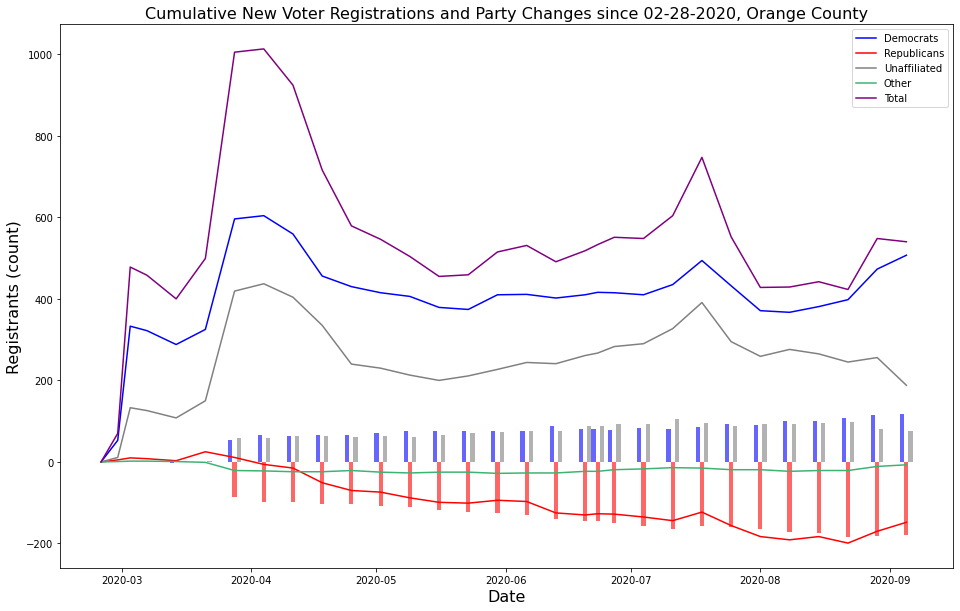 Cumulative New Voter Registrations and Party Changes since 02-28-2020, Orange County
Democrats
Republicans
Unaffiliated
Other
Total
Registrants (count)
1000
800
600
400
200
0
−200
2020-03
2020-04
2020-05
2020-06
2020-07
2020-08
2020-09
Date